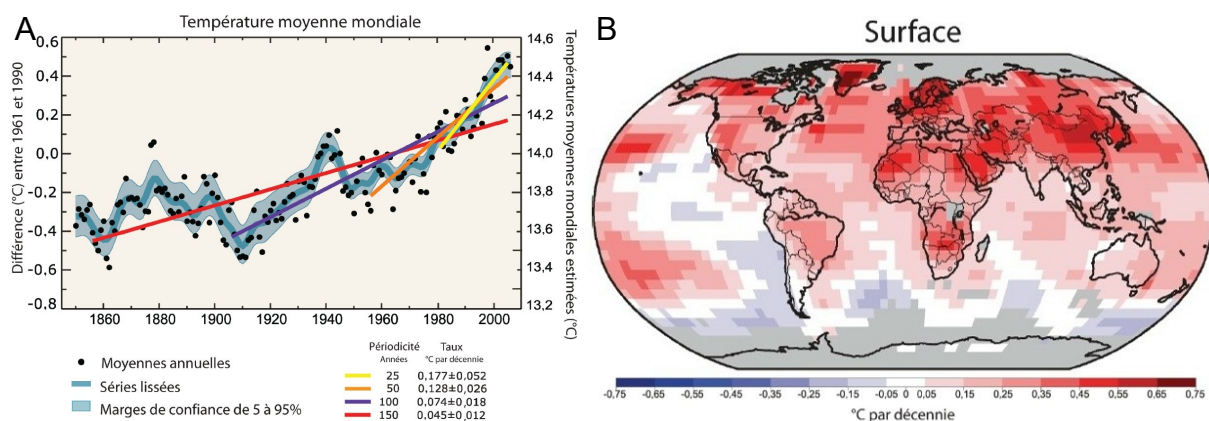 A
Température moyenne mondiale
Différence (°C) entre 1961 et 1990
0.6
0.4
0.2
0.0
-0.2
-0.4
-0.6
-0.8
14.6
14.4
14.2
14.0
13.8
13.6
13.4
13.2
Températures moyennes mondiales estimées (°C)
1860 1880 1900 1920 1940 1960 1980 2000
Moyennes annuelles
Séries lissées
Marges de confiance de 5 à 95%
Périodicité Taux
Années °C par décennie
25 0,177±0,052
50 0.128±0,026
100 0.074±0,018
150 0.045±0,012
B
Surface
-0,75 -0,65 -0,55 -0,45 -0,35 -0,25 -0,15 -0,05 0 0,05 0,15 0,25 0,35 0,45 0,55 0,65 0,75
°C par décennie